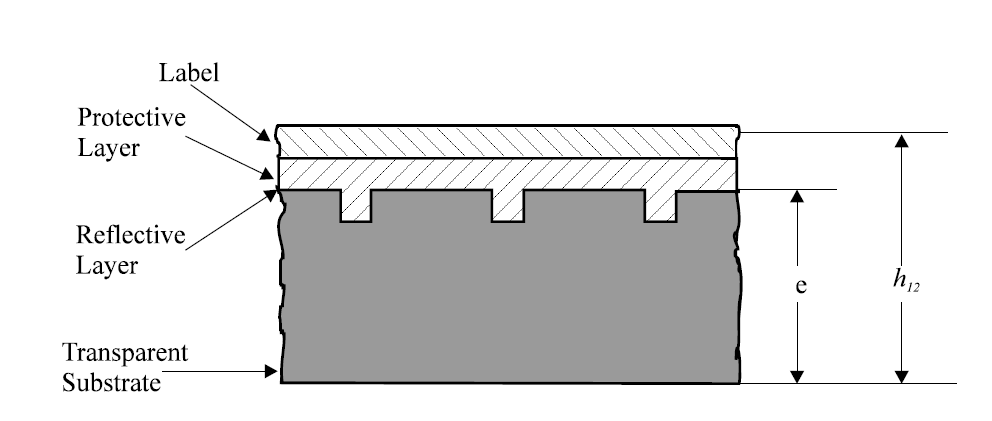 Label
Protective
Layer
Reflective
Layer
Transparent
Substrate
e
h12